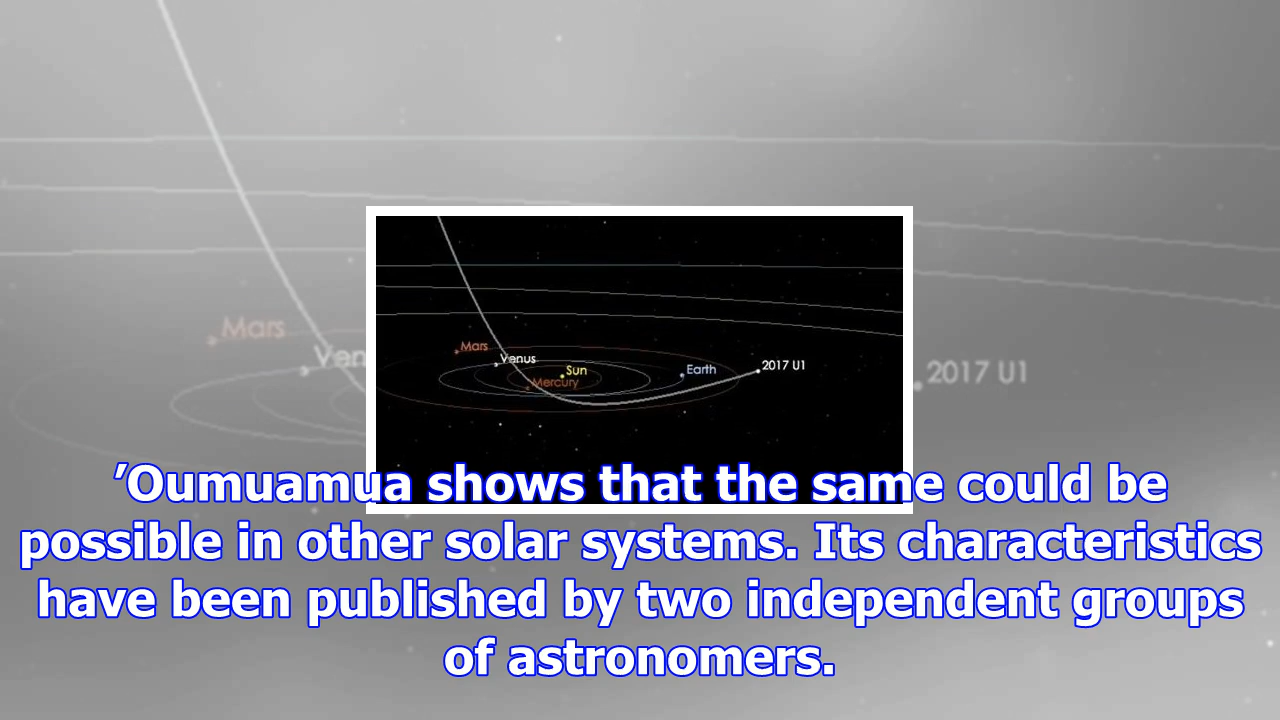 Mars
Venus
Sun
Mercury
Earth
2017 U1
Mars
Ven
2017 U1
’Oumuamua shows that the same could be
possible in other solar systems. Its characteristics
have been published by two independent groups
of astronomers.